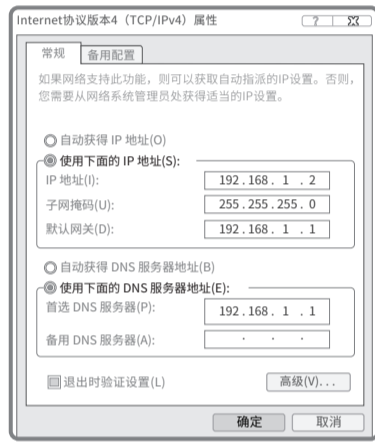 Internet协议版本4（TCP/IPv4）属性
?
常规 备用配置
如果网络支持此功能，则可以获取自动指派的IP设置。否则，
您需要从网络系统管理员处获得适当的IP设置。
自动获得 IP 地址(O)
使用下面的 IP 地址(S):
IP 地址(I): 192.168. 1 .2
子网掩码(U): 255.255.255.0
默认网关(D): 192.168. 1 .1
自动获得 DNS 服务器地址(B)
使用下面的 DNS 服务器地址(E):
首选 DNS 服务器(P): 192.168. 1 .1
备用 DNS 服务器(A): . . .
退出时验证设置(L) 高级(V)...
确定 取消